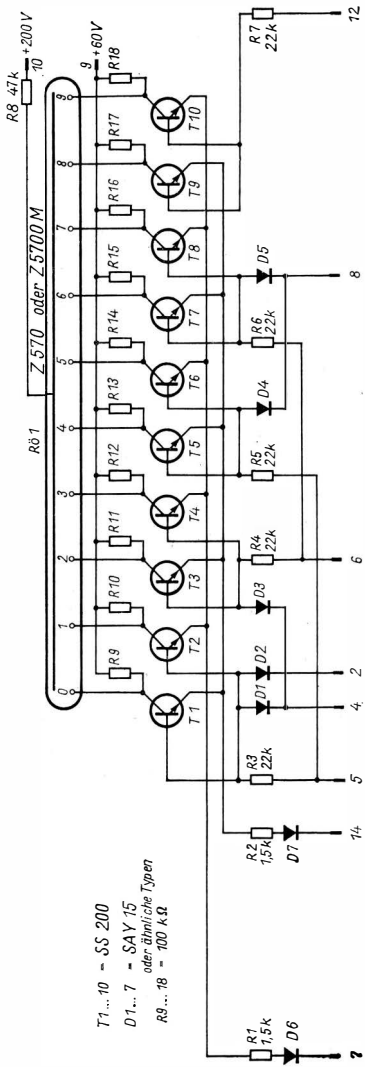 R8 47k
+200V
10
Rö1
Z 570 oder Z 5700 M
0 1 2 3 4 5 6 7 8 9
9 +60V
R9 R10 R11 R12 R13 R14 R15 R16 R17 R18
T1 T2 T3 T4 T5 T6 T7 T8 T9 T10
T1...10 = SS 200
D1...7 = SAY 15
oder ähnliche Typen
R9...18 = 100 kΩ
R1
1,5k
D6
R2
1,5k
D7
R3
22k
D1
D2
D3
R4
22k
R5
22k
D4
R6
22k
D5
R7
22k
7 14 5 4 2 6 8 12